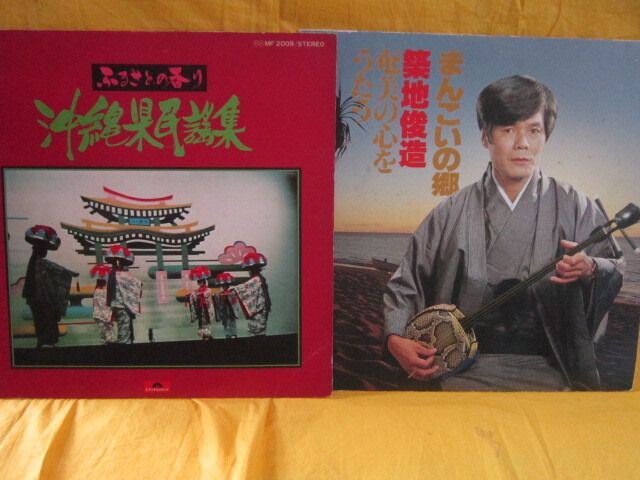 MF 2009/STEREO
ふるさとの香り
沖縄県民謡集
polydor
まんこいの郷
築地俊造
奄美の心を
うたう